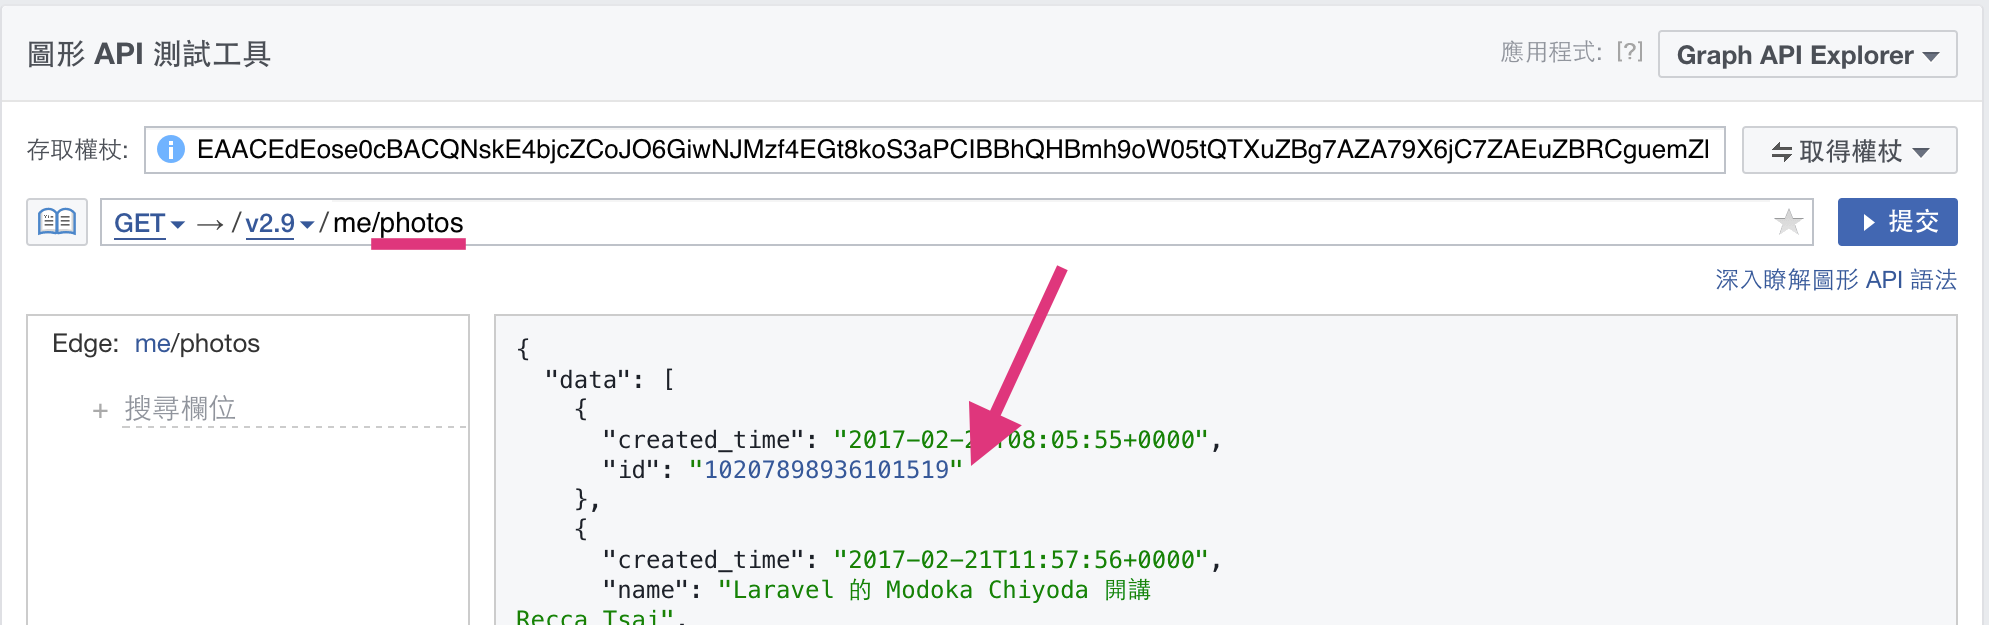 圖形 API 測試工具
應用程式: [?] Graph API Explorer
存取權杖: EAACEdEose0cBACQNskE4bjcZCoJO6GiwNJMzf4EGt8koS3aPCIBBhQHBmh9oW05tQTXuZBg7AZA79X6jC7ZAEuZBRCguemZI 取得權杖
GET → / v2.9 / me/photos 提交
深入瞭解圖形 API 語法
Edge: me/photos
+ 搜尋欄位
{
"data": [
{
"created_time": "2017-02-2 T08:05:55+0000",
"id": "10207898936101519"
},
{
"created_time": "2017-02-21T11:57:56+0000",
"name": "Laravel 的 Modoka Chiyoda 開講
Recca Tsai",